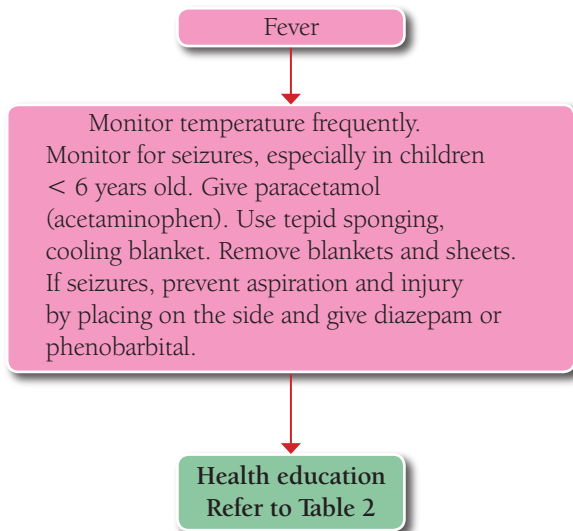 Fever
Monitor temperature frequently.
Monitor for seizures, especially in children
< 6 years old. Give paracetamol
(acetaminophen). Use tepid sponging,
cooling blanket. Remove blankets and sheets.
If seizures, prevent aspiration and injury
by placing on the side and give diazepam or
phenobarbital.
Health education
Refer to Table 2